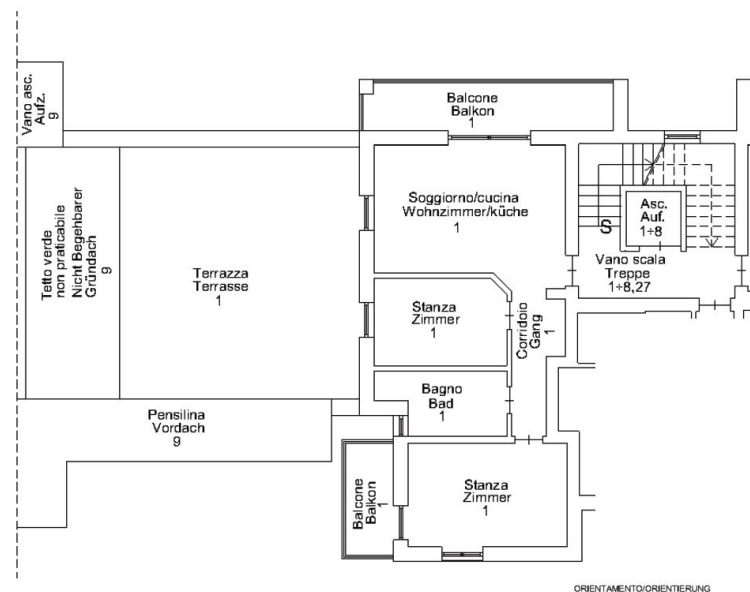 Vano asc.
Aufz.
9
Balcone
Balkon
1
Soggiorno/cucina
Wohnzimmer/küche
1
Asc.
Auf.
1÷8
S
Vano scala
Treppe
1÷8,27
Tetto verde
non praticabile
Nicht Begehbarer
Gründach
9
Terrazza
Terrasse
1
Stanza
Zimmer
1
Corridoio
Gang
1
Bagno
Bad
1
Pensilina
Vordach
9
Balcone
Balkon
1
Stanza
Zimmer
1
ORIENTAMENTO/ORIENTIERUNG